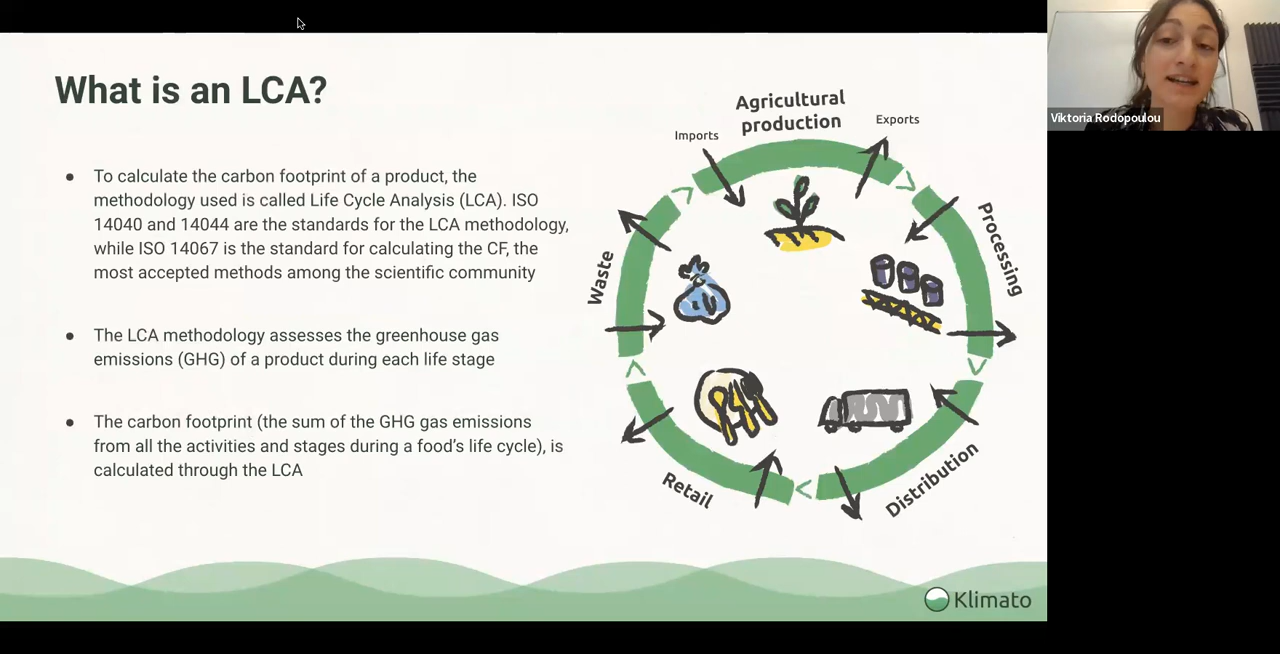 What is an LCA?
● To calculate the carbon footprint of a product, the
methodology used is called Life Cycle Analysis (LCA). ISO
14040 and 14044 are the standards for the LCA methodology,
while ISO 14067 is the standard for calculating the CF, the
most accepted methods among the scientific community
● The LCA methodology assesses the greenhouse gas
emissions (GHG) of a product during each life stage
● The carbon footprint (the sum of the GHG gas emissions
from all the activities and stages during a food’s life cycle), is
calculated through the LCA
Agricultural
production
Imports
Exports
Processing
Distribution
Retail
Waste
Klimato
Viktoria Rodopoulou